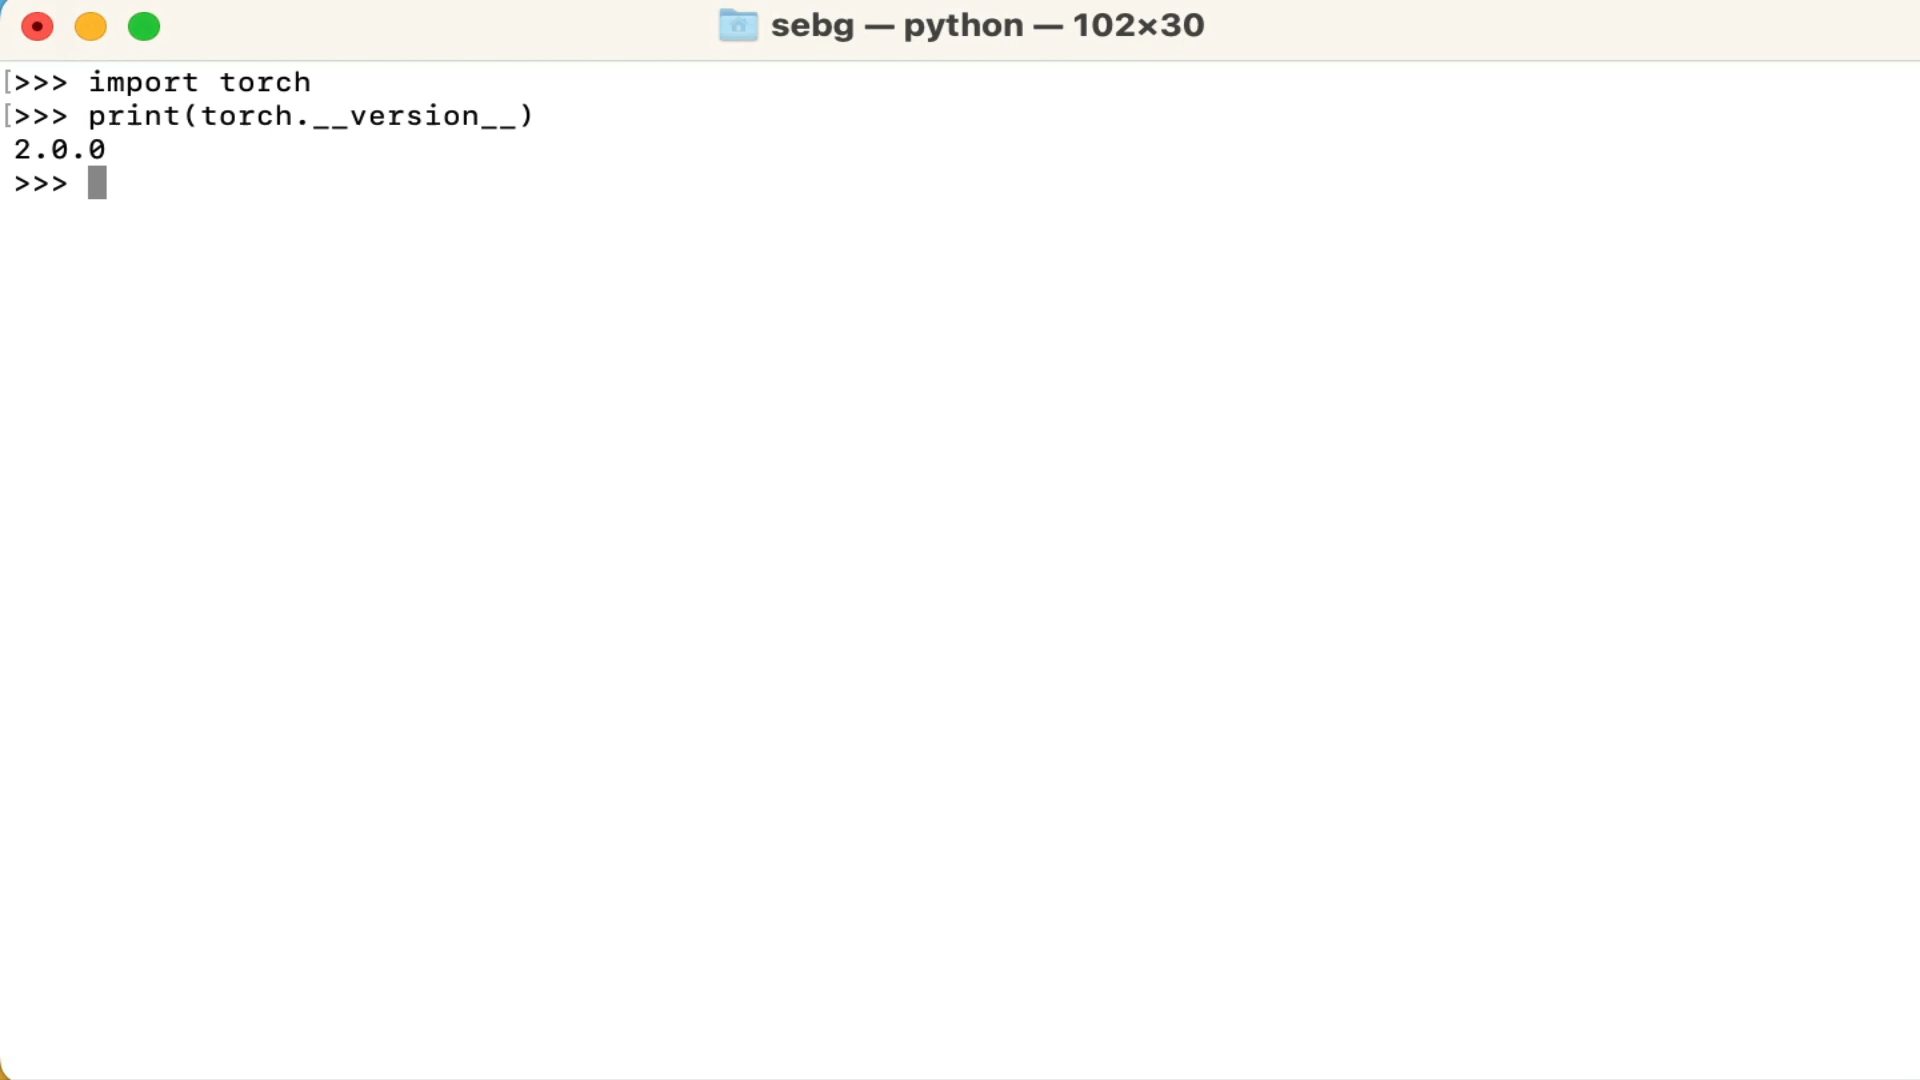 sebg — python — 102×30
[>>> import torch
[>>> print(torch.__version__)
2.0.0
>>>